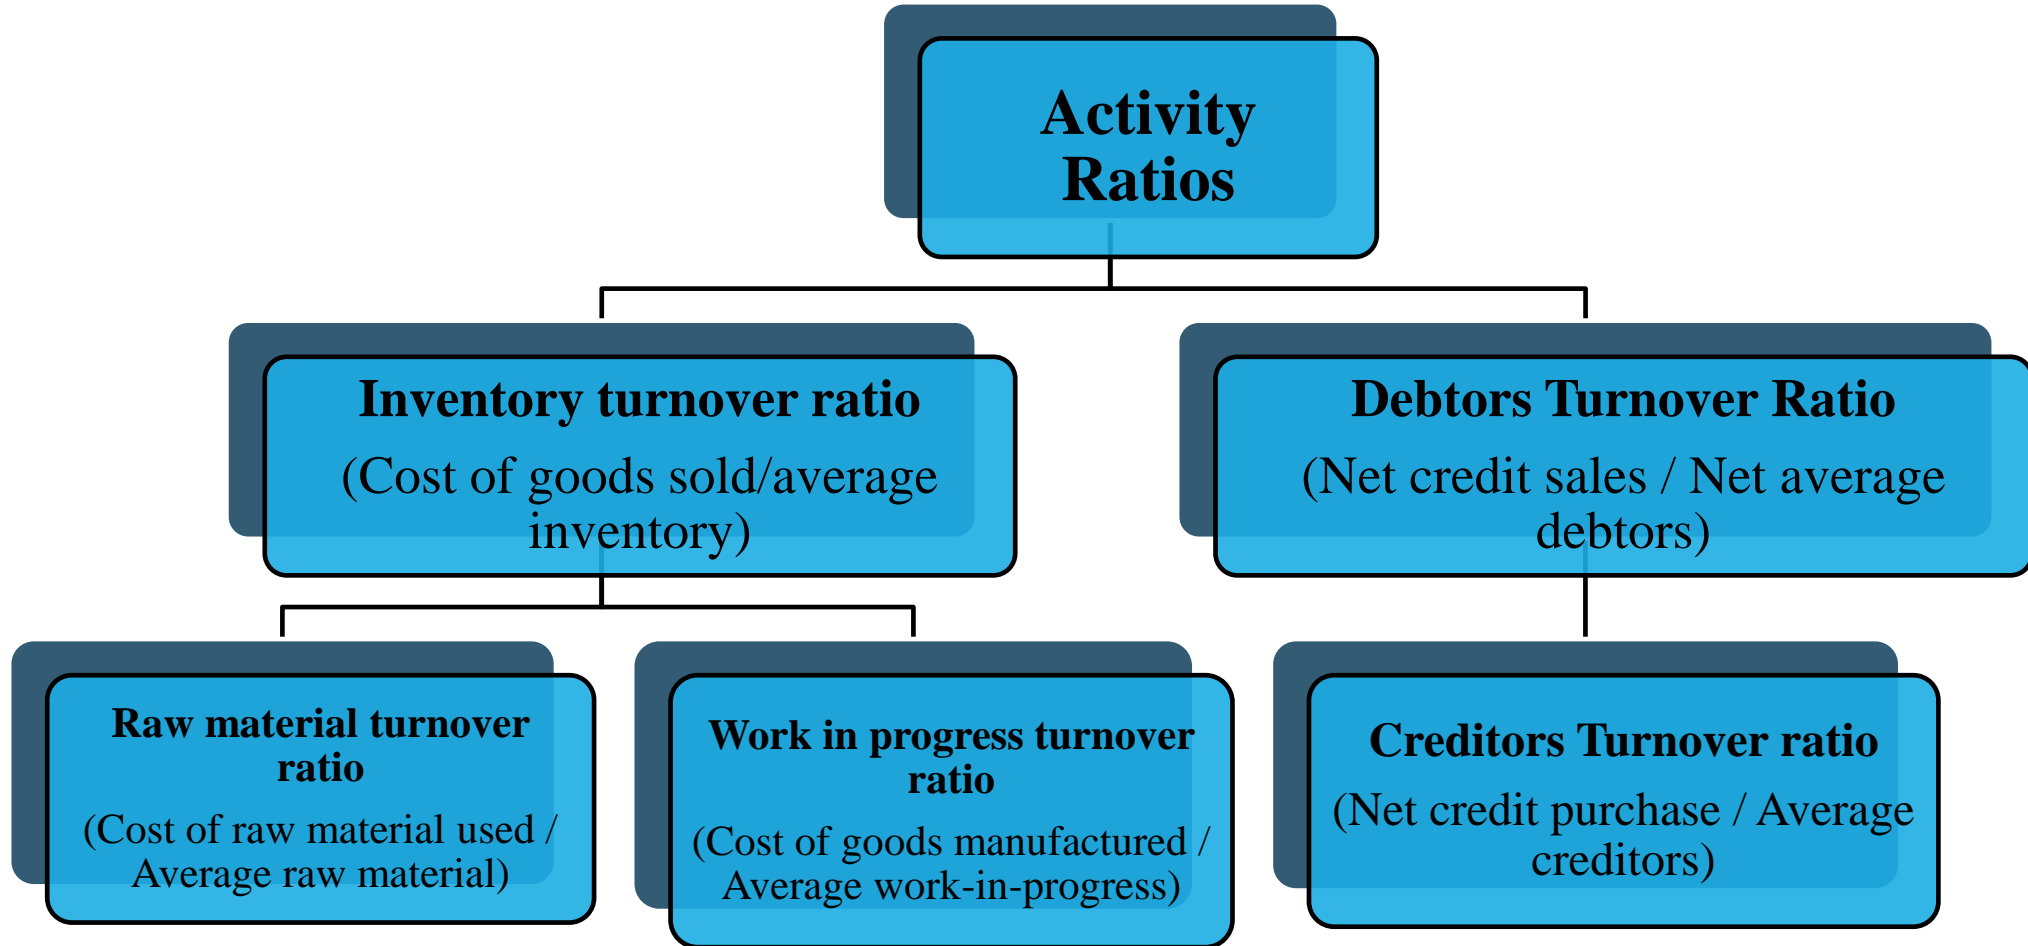 Activity
Ratios
Inventory turnover ratio
(Cost of goods sold/average
inventory)
Debtors Turnover Ratio
(Net credit sales / Net average
debtors)
Raw material turnover
ratio
(Cost of raw material used /
Average raw material)
Work in progress turnover
ratio
(Cost of goods manufactured /
Average work-in-progress)
Creditors Turnover ratio
(Net credit purchase / Average
creditors)